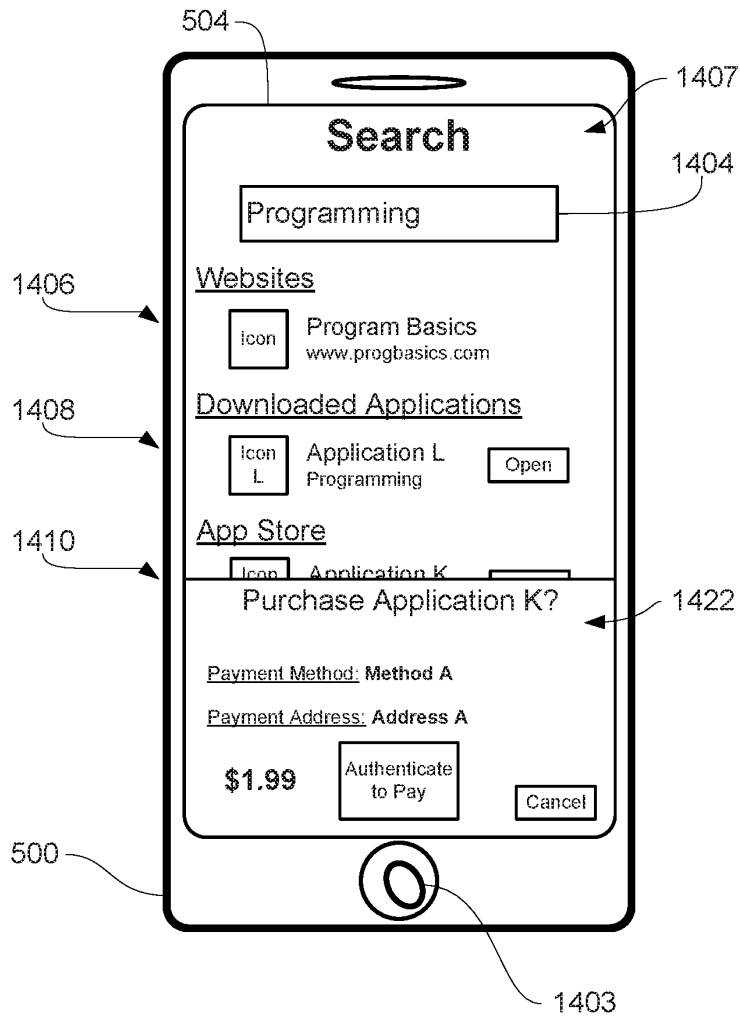 504
1407
Search
1404
Programming
Websites
1406
Icon
Program Basics
www.progbasics.com
1408
Downloaded Applications
Icon
L
Application L
Programming
Open
App Store
1410
Icon
Application K
Purchase Application K?
1422
Payment Method: Method A
Payment Address: Address A
$1.99
Authenticate
to Pay
Cancel
500
1403